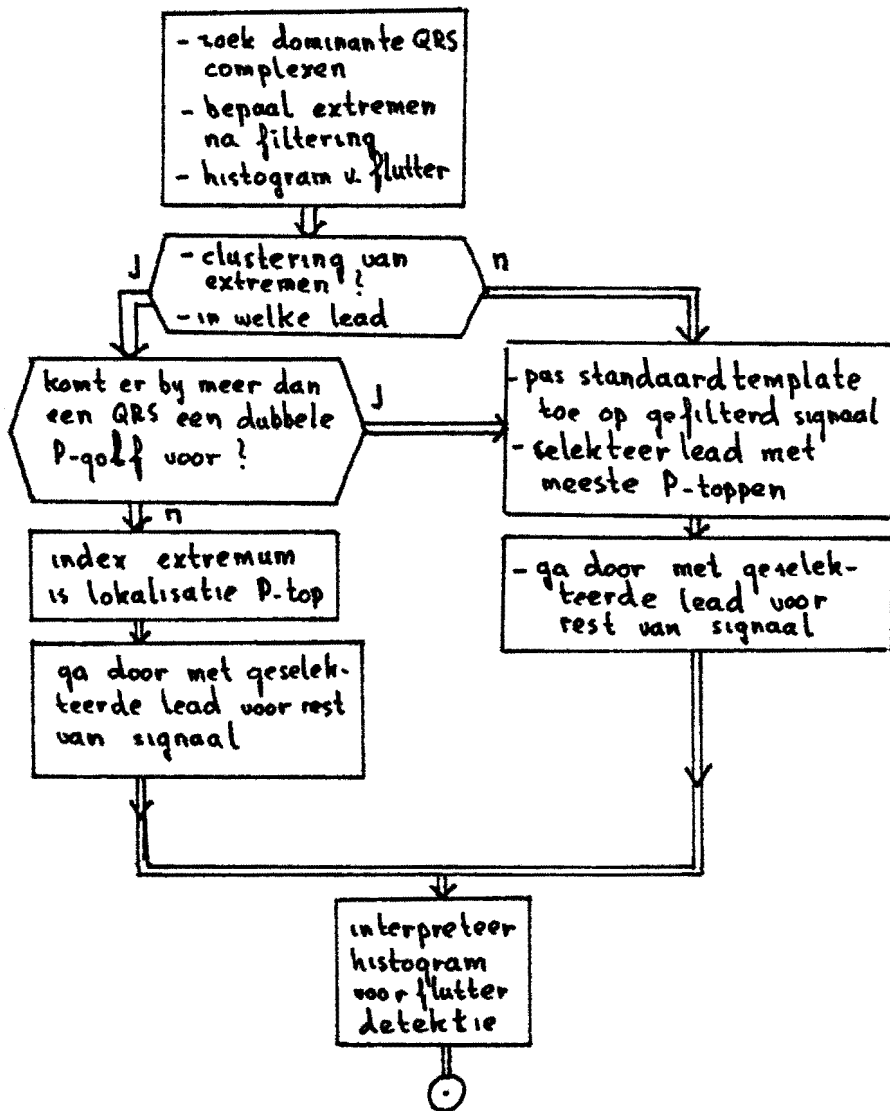 - zoek dominante QRS
complexen
- bepaal extremen
na filtering
- histogram v. flutter
- clustering van
extremen ?
- in welke lead
j
n
komt er by meer dan
een QRS een dubbele
P-golf voor ?
j
n
- pas standaard template
toe op gefilterd signaal
- selekteer lead met
meeste P-toppen
index extremum
is lokalisatie P-top
- ga door met geselek-
teerde lead voor
rest van signaal
ga door met geselek-
teerde lead voor rest
van signaal
interpreteer
histogram
voor flutter
detektie